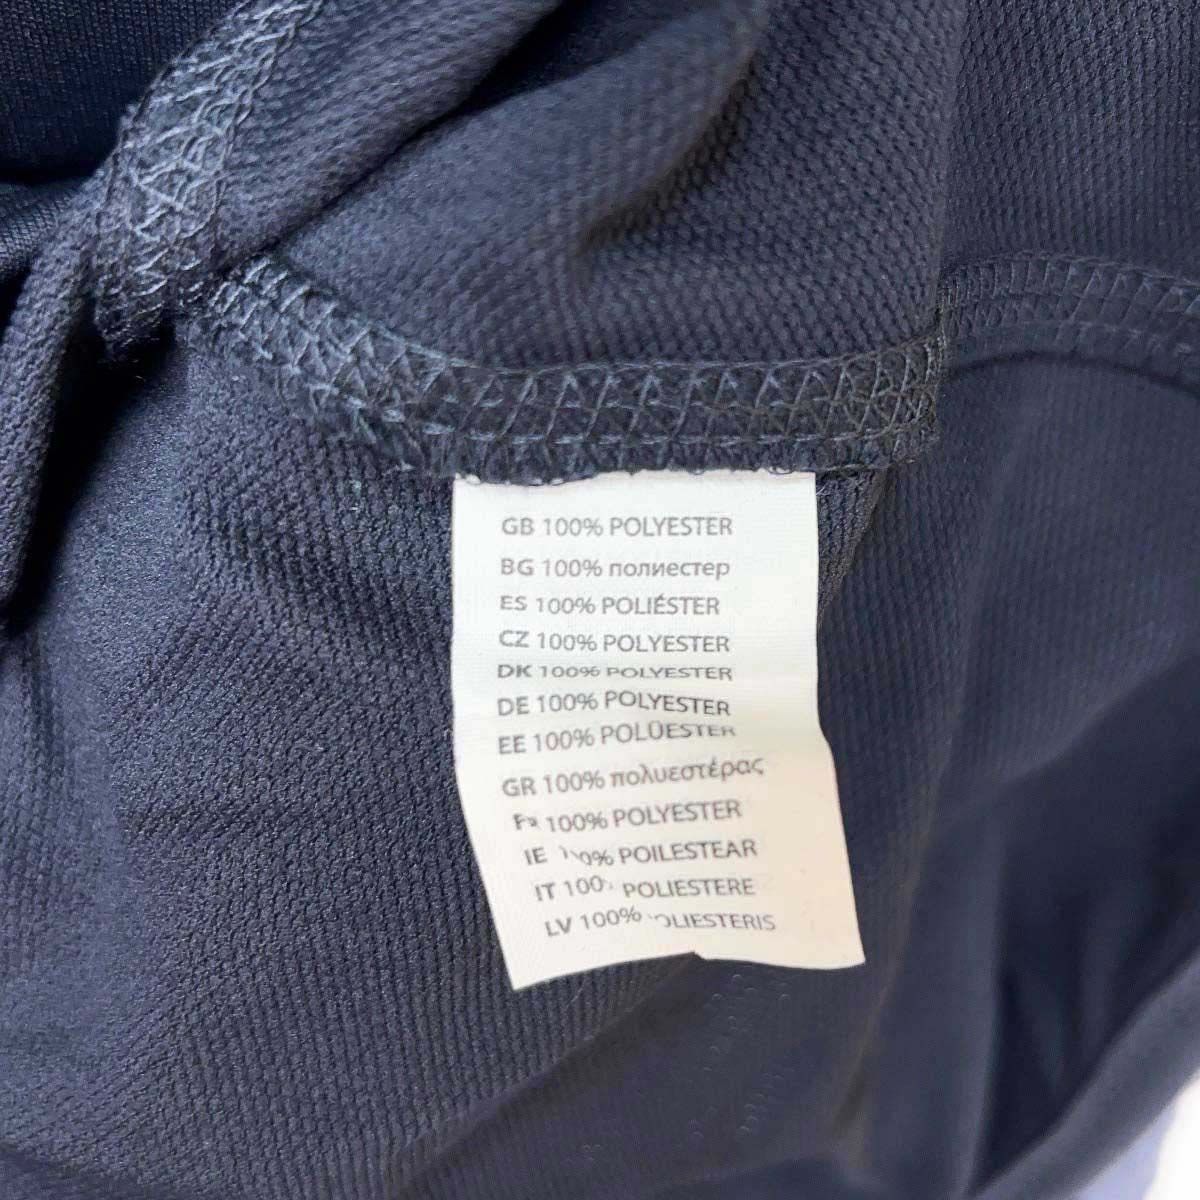 GB 100% POLYESTER
BG 100% полиестер
ES 100% POLIÉSTER
CZ 100% POLYESTER
DK 100% POLYESTER
DE 100% POLYESTER
EE 100% POLÜESTER
GR 100% πολυεστέρας
100% POLYESTER
IE POILESTEAR
IT POLIESTERE
LV 100%